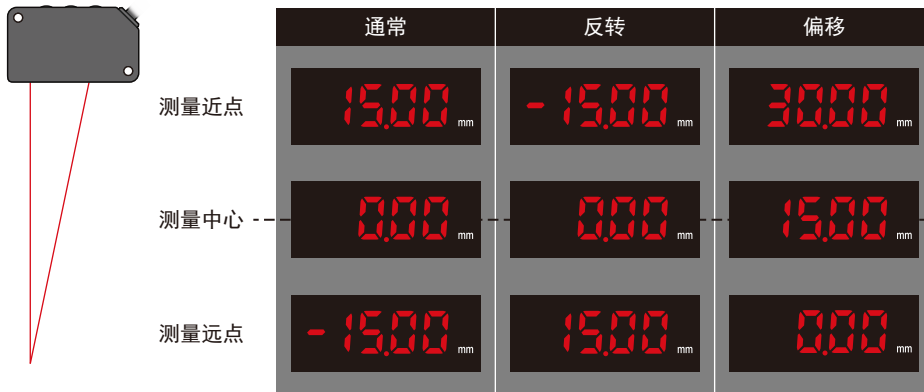 通常 反转 偏移
测量近点 15.00 mm -15.00 mm 30.00 mm
测量中心 0.00 mm 0.00 mm 15.00 mm
测量远点 -15.00 mm 15.00 mm 0.00 mm